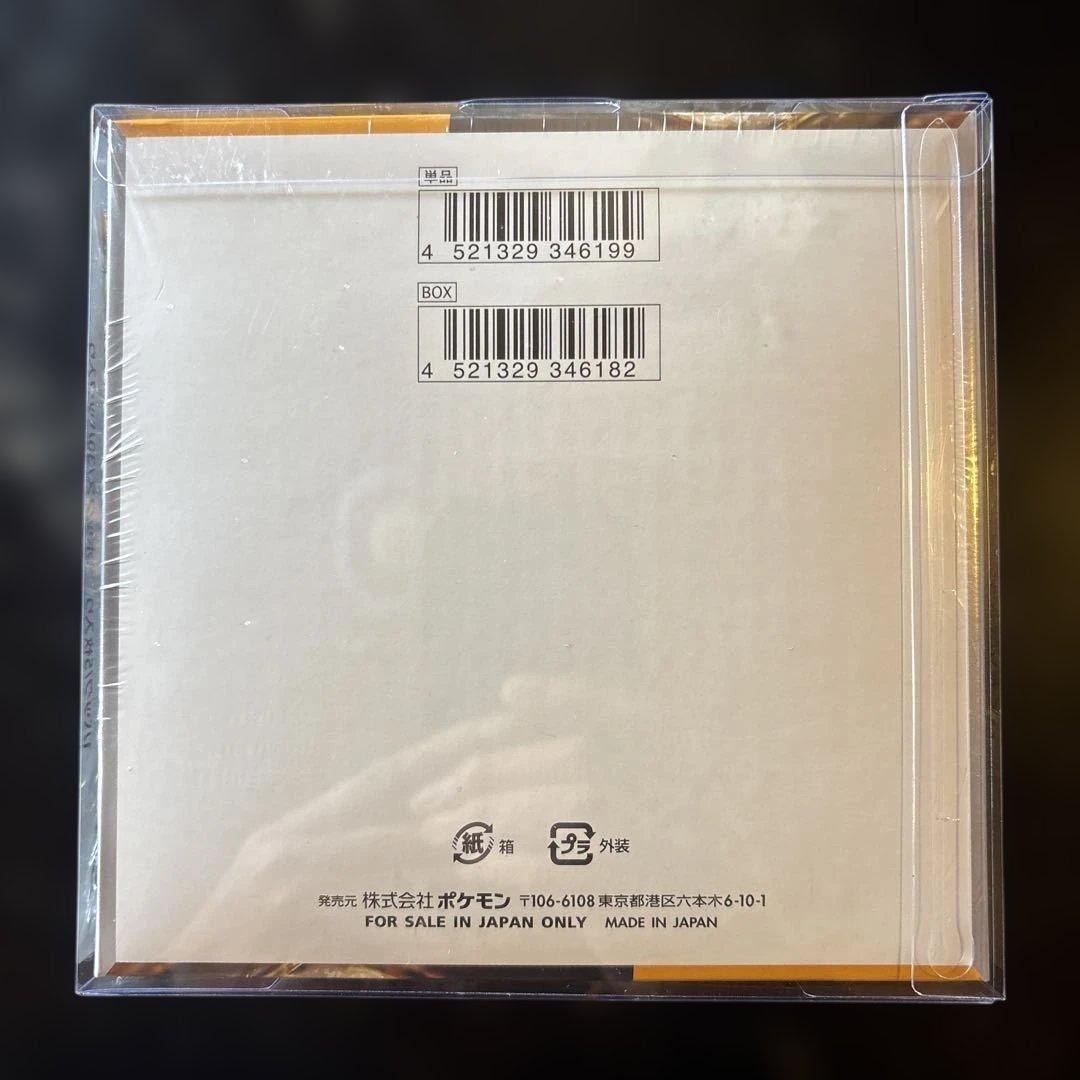 単品
4 521329 346199
BOX
4 521329 346182
紙 箱 プラ 外装
発売元 株式会社 ポケモン 〒106-6108 東京都港区六本木6-10-1
FOR SALE IN JAPAN ONLY MADE IN JAPAN